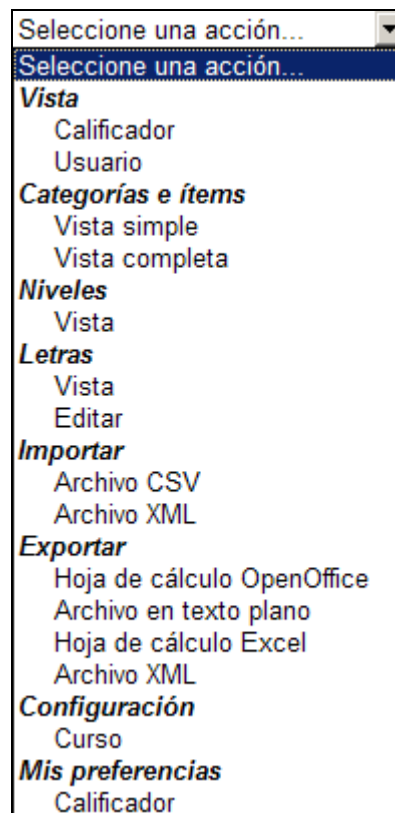 Seleccione una acción...
Seleccione una acción...
Vista
Calificador
Usuario
Categorías e ítems
Vista simple
Vista completa
Niveles
Vista
Letras
Vista
Editar
Importar
Archivo CSV
Archivo XML
Exportar
Hoja de cálculo OpenOffice
Archivo en texto plano
Hoja de cálculo Excel
Archivo XML
Configuración
Curso
Mis preferencias
Calificador